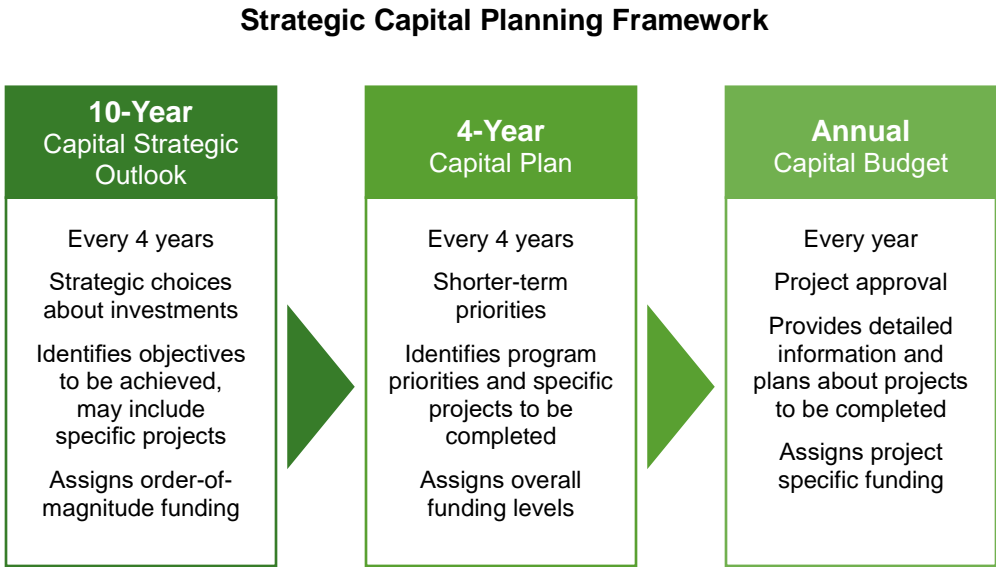 Strategic Capital Planning Framework
10-Year
Capital Strategic
Outlook
Every 4 years
Strategic choices
about investments
Identifies objectives
to be achieved,
may include
specific projects
Assigns order-of-
magnitude funding
4-Year
Capital Plan
Every 4 years
Shorter-term
priorities
Identifies program
priorities and specific
projects to be
completed
Assigns overall
funding levels
Annual
Capital Budget
Every year
Project approval
Provides detailed
information and
plans about projects
to be completed
Assigns project
specific funding